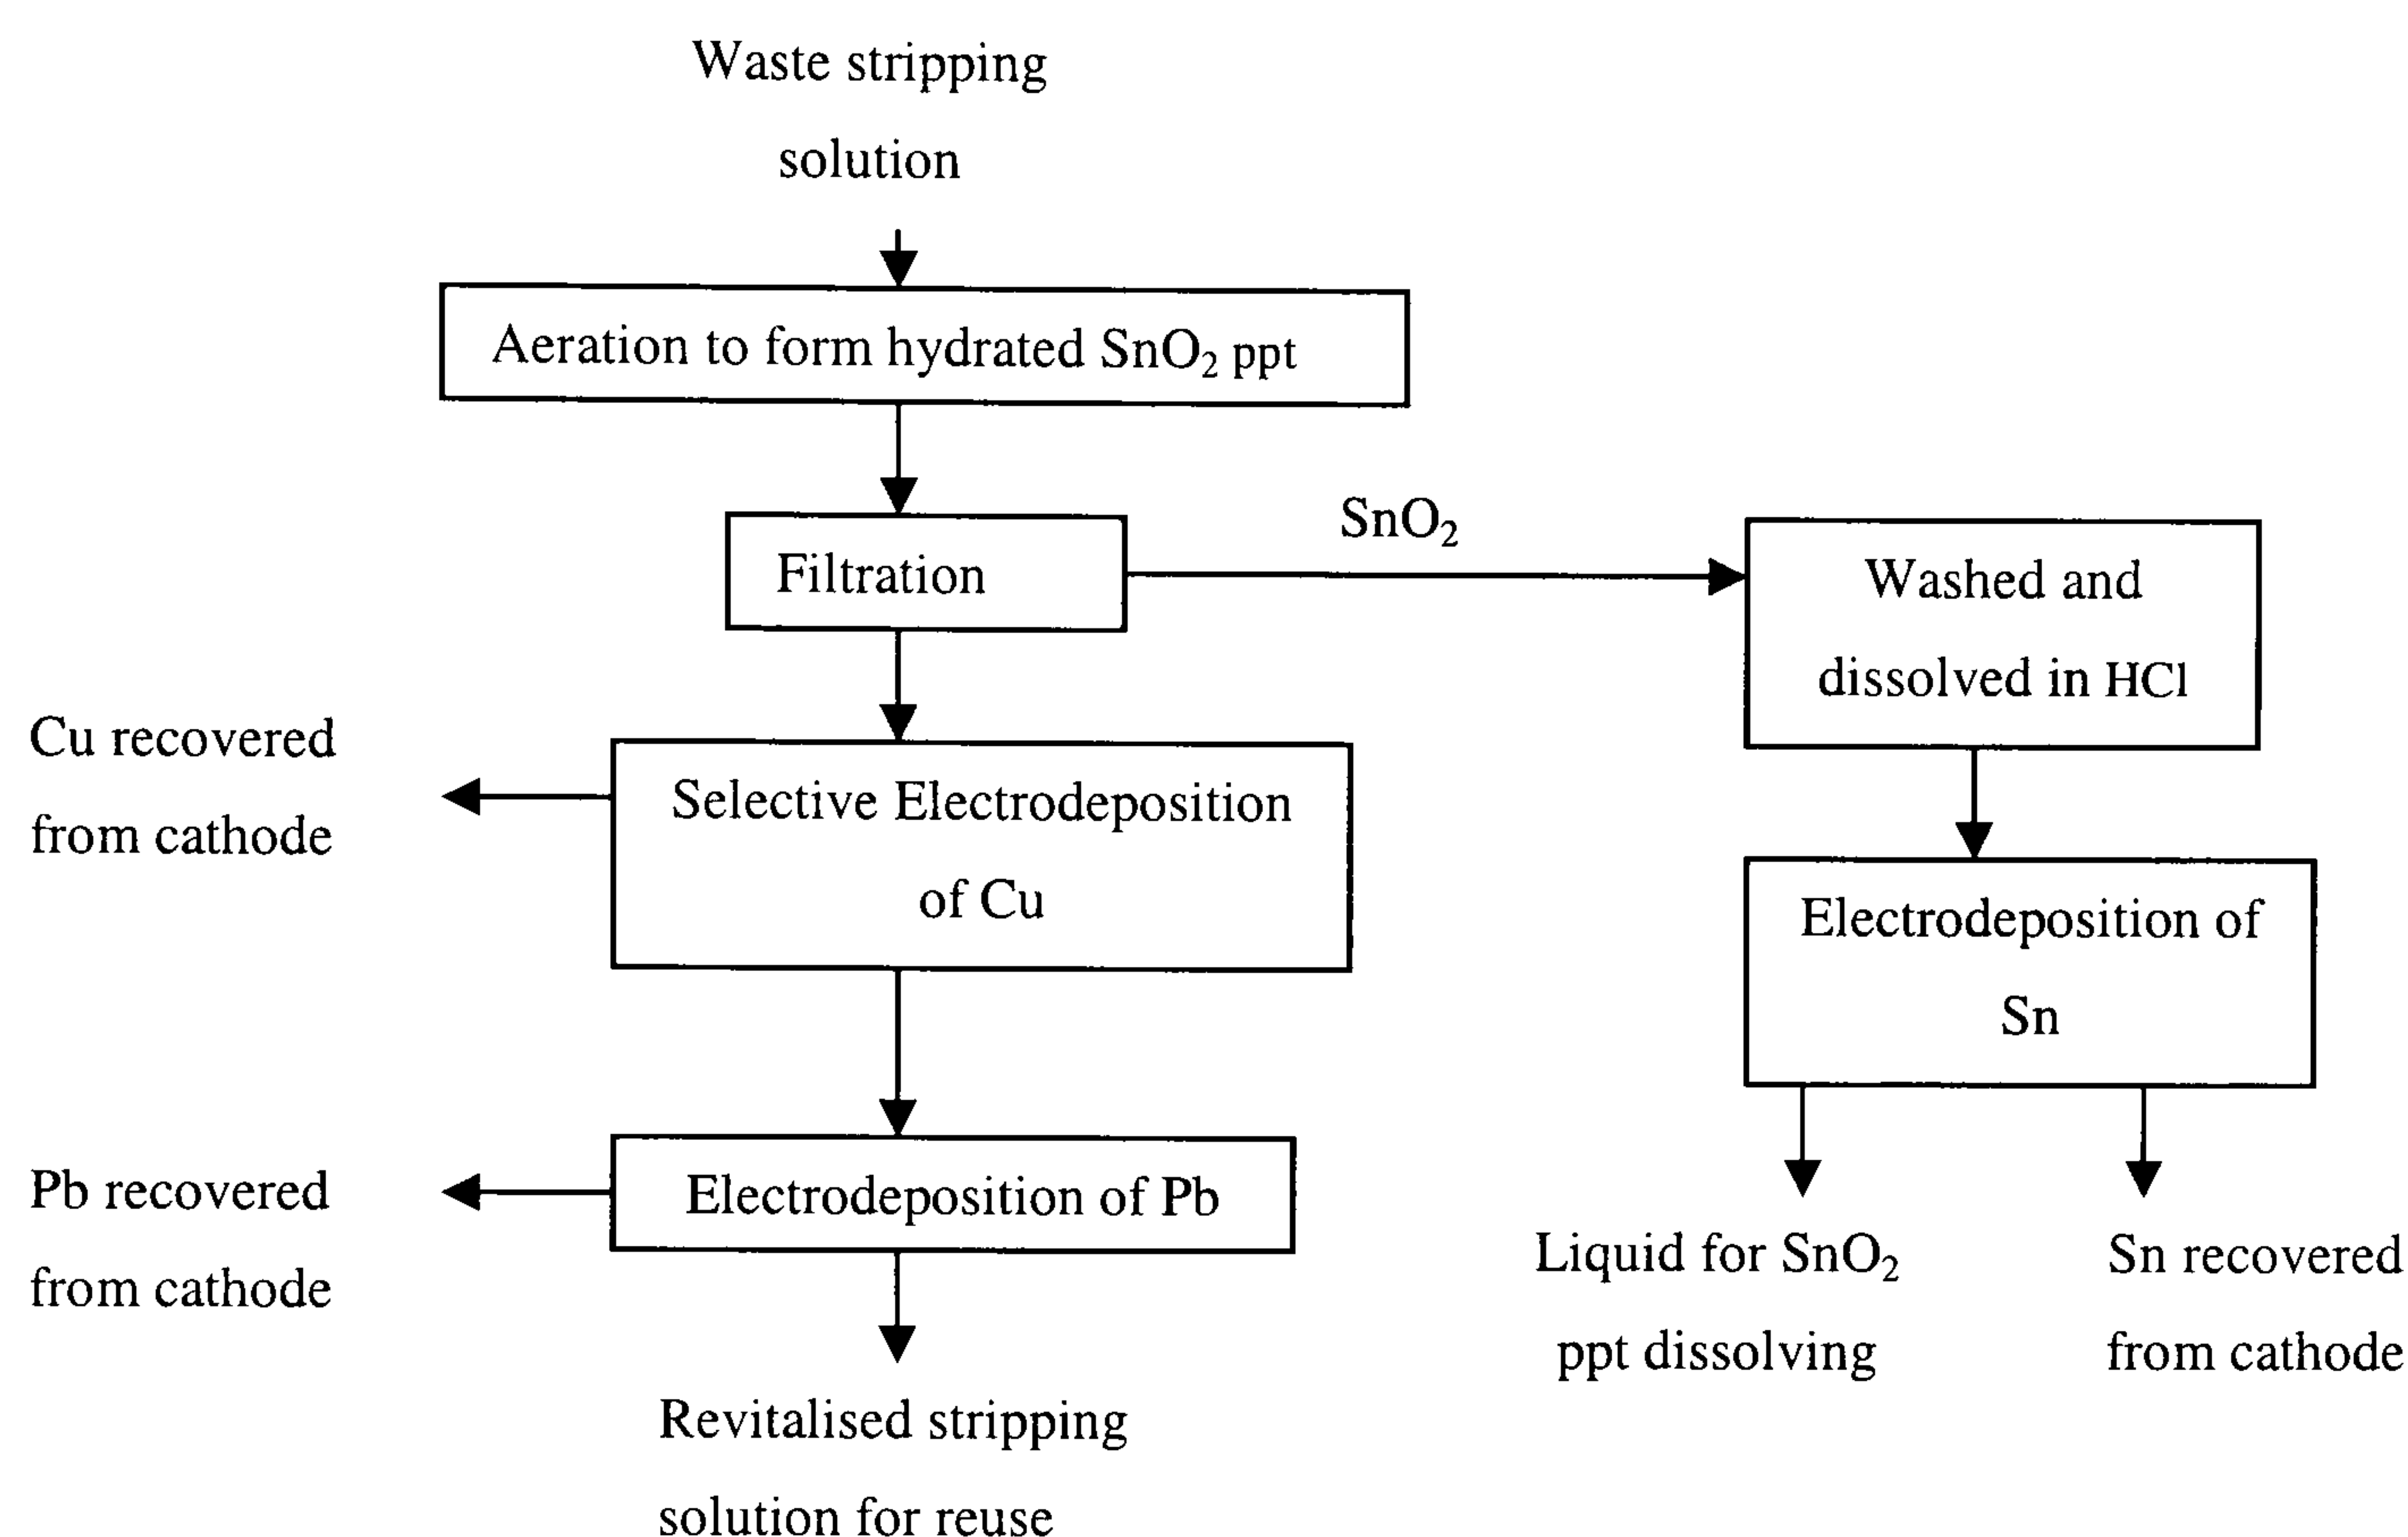 Waste stripping
solution
Aeration to form hydrated SnO₂ ppt
Filtration
SnO₂
Washed and
dissolved in HCl
Cu recovered
from cathode
Selective Electrodeposition
of Cu
Electrodeposition of
Sn
Pb recovered
from cathode
Electrodeposition of Pb
Liquid for SnO₂
ppt dissolving
Sn recovered
from cathode
Revitalised stripping
solution for reuse